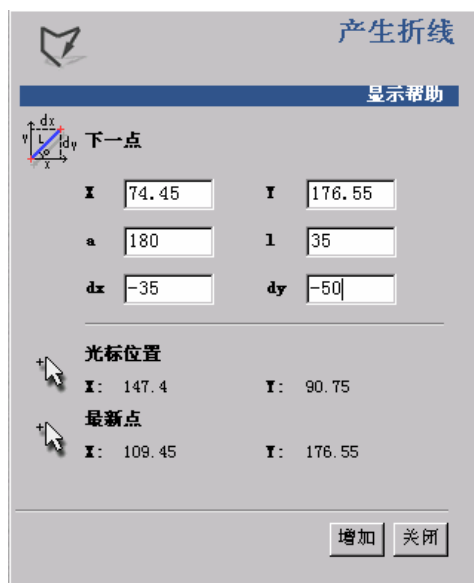 产生折线
显示帮助
dx
y L dy
o
x
下一点
X 74.45 Y 176.55
a 180 l 35
dx -35 dy -50
光标位置
X: 147.4 Y: 90.75
最新点
X: 109.45 Y: 176.55
增加 关闭